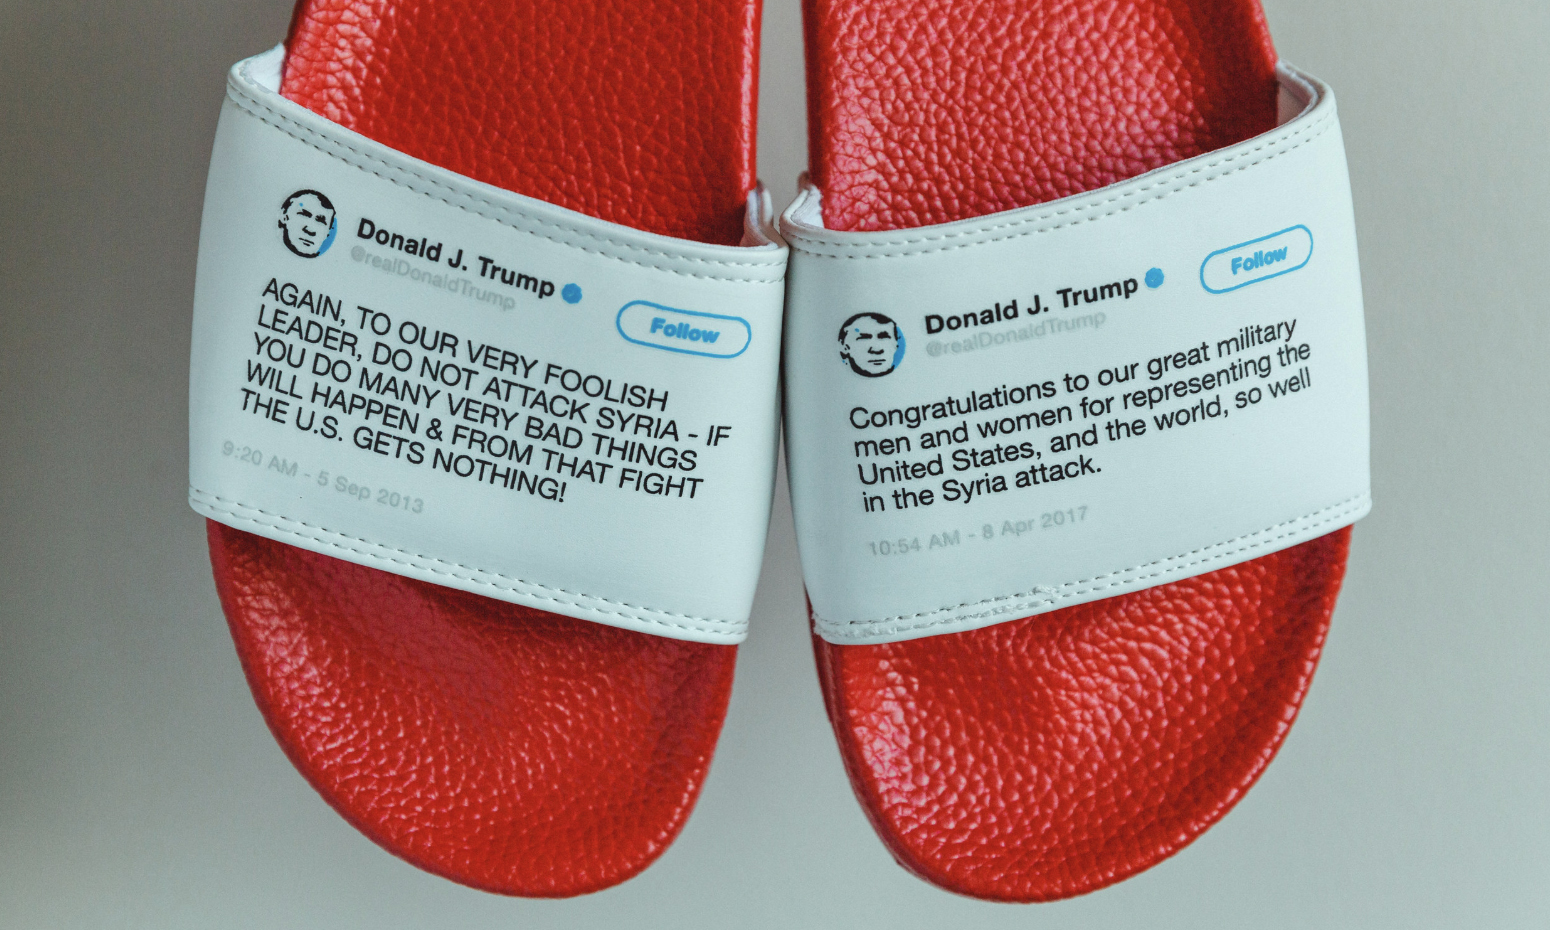 Donald J. Trump
@realDonaldTrump
Follow
AGAIN, TO OUR VERY FOOLISH
LEADER, DO NOT ATTACK SYRIA - IF
YOU DO MANY VERY BAD THINGS
WILL HAPPEN & FROM THAT FIGHT
THE U.S. GETS NOTHING!
9:20 AM - 5 Sep 2013
Donald J. Trump
@realDonaldTrump
Follow
Congratulations to our great military
men and women for representing the
United States, and the world, so well
in the Syria attack.
10:54 AM - 8 Apr 2017